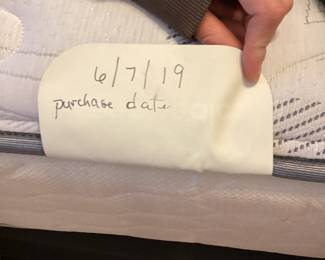 6/7/19
purchase date